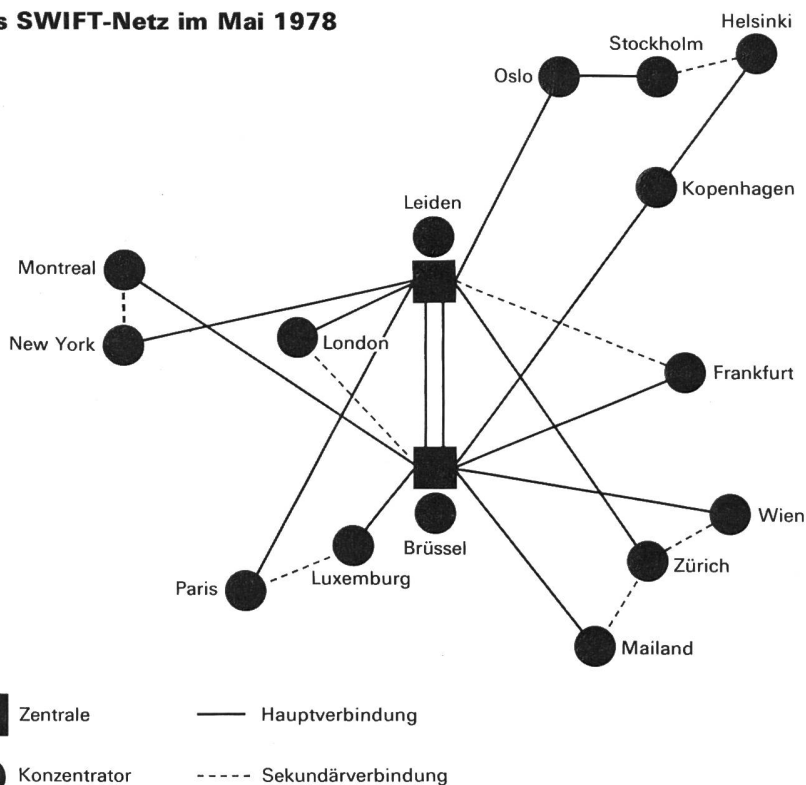 s SWIFT-Netz im Mai 1978
Helsinki
Stockholm
Oslo
Kopenhagen
Leiden
Montreal
New York
London
Frankfurt
Wien
Brüssel
Zürich
Luxemburg
Paris
Mailand
Zentrale
Hauptverbindung
Konzentrator
Sekundärverbindung